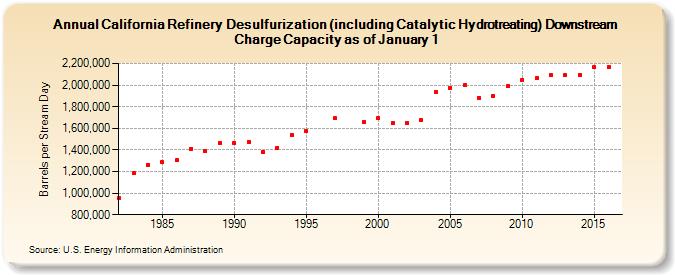 Annual California Refinery Desulfurization (including Catalytic Hydrotreating) Downstream
Charge Capacity as of January 1
Barrels per Stream Day
2,200,000
2,000,000
1,800,000
1,600,000
1,400,000
1,200,000
1,000,000
800,000
1985 1990 1995 2000 2005 2010 2015
Source: U.S. Energy Information Administration